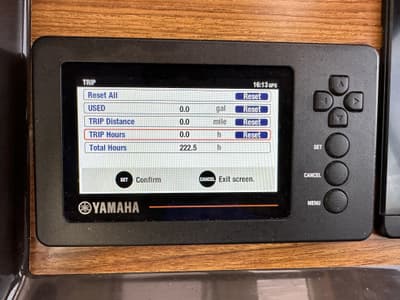 TRIP 16:13 GPS
Reset All Reset
USED 0.0 gal Reset
TRIP Distance 0.0 mile Reset
TRIP Hours 0.0 h Reset
Total Hours 222.5 h
SET Confirm CANCEL Exit screen.
YAMAHA
SET
CANCEL
MENU